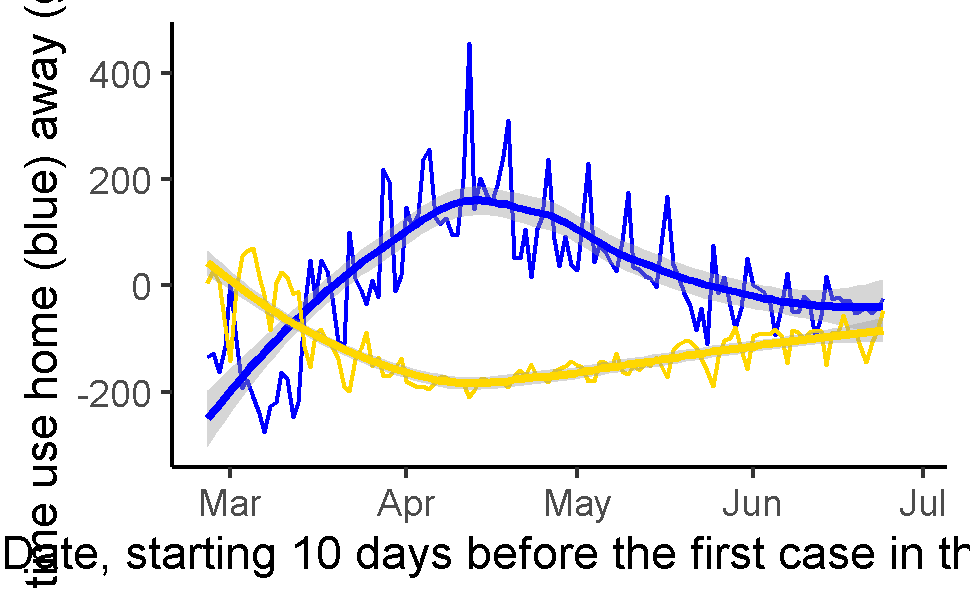 time use home (blue) away (
400
200
0
-200
Mar Apr May Jun Jul
Date, starting 10 days before the first case in th